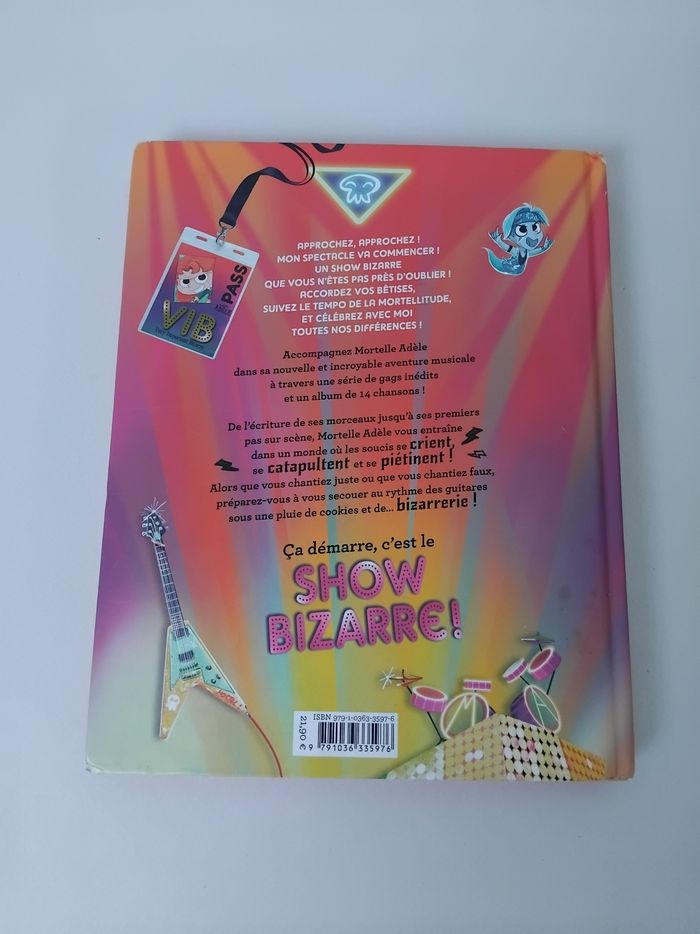 APPROCHEZ, APPROCHEZ !
MON SPECTACLE VA COMMENCER !
UN SHOW BIZARRE
QUE VOUS N'ÊTES PAS PRÈS D'OUBLIER !
ACCORDEZ VOS BÊTISES,
SUIVEZ LE TEMPO DE LA MORTELLITUDE,
ET CÉLÉBREZ AVEC MOI
TOUTES NOS DIFFÉRENCES !
PASS
ADÈLE
VIB
VERY IMPORTANT BIZARRE
Accompagnez Mortelle Adèle
dans sa nouvelle et incroyable aventure musicale
à travers une série de gags inédits
et un album de 14 chansons !
De l'écriture de ses morceaux jusqu'à ses premiers
pas sur scène, Mortelle Adèle vous entraîne
dans un monde où les soucis se crient,
se catapultent et se piétinent !
Alors que vous chantiez juste ou que vous chantiez faux,
préparez-vous à vous secouer au rythme des guitares
sous une pluie de cookies et de... bizarrerie !
Ça démarre, c'est le
SHOW
BIZARRE !
M A
ISBN 979-1-0363-3597-6
21,90 €
9 791036 335976